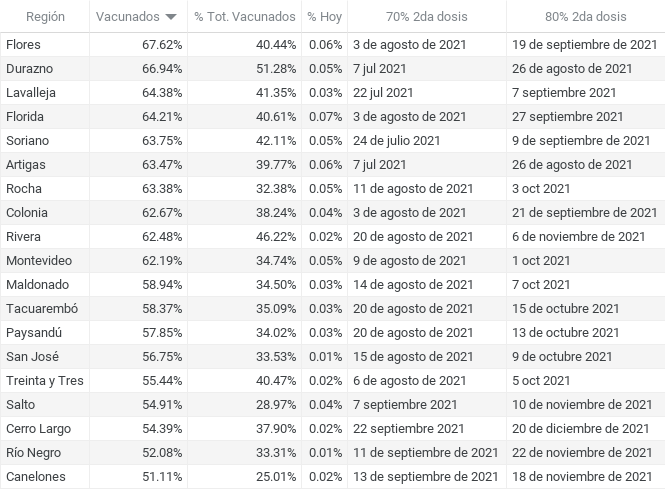 Región Vacunados % Tot. Vacunados % Hoy 70% 2da dosis 80% 2da dosis
Flores 67.62% 40.44% 0.06% 3 de agosto de 2021 19 de septiembre de 2021
Durazno 66.94% 51.28% 0.05% 7 jul 2021 26 de agosto de 2021
Lavalleja 64.38% 41.35% 0.03% 22 jul 2021 7 septiembre 2021
Florida 64.21% 40.61% 0.07% 3 de agosto de 2021 27 septiembre 2021
Soriano 63.75% 42.11% 0.05% 24 de julio 2021 9 de septiembre de 2021
Artigas 63.47% 39.77% 0.06% 7 jul 2021 26 de agosto de 2021
Rocha 63.38% 32.38% 0.05% 11 de agosto de 2021 3 oct 2021
Colonia 62.67% 38.24% 0.04% 3 de agosto de 2021 21 de septiembre de 2021
Rivera 62.48% 46.22% 0.02% 20 de agosto de 2021 6 de noviembre de 2021
Montevideo 62.19% 34.74% 0.05% 9 de agosto de 2021 1 oct 2021
Maldonado 58.94% 34.50% 0.03% 14 de agosto de 2021 7 oct 2021
Tacuarembó 58.37% 35.09% 0.03% 20 de agosto de 2021 15 de octubre 2021
Paysandú 57.85% 34.02% 0.03% 20 de agosto de 2021 13 de octubre 2021
San José 56.75% 33.53% 0.01% 15 de agosto de 2021 9 de octubre 2021
Treinta y Tres 55.44% 40.47% 0.02% 6 de agosto de 2021 5 oct 2021
Salto 54.91% 28.97% 0.04% 7 septiembre 2021 10 de noviembre de 2021
Cerro Largo 54.39% 37.90% 0.02% 22 septiembre 2021 20 de diciembre de 2021
Río Negro 52.08% 33.31% 0.01% 11 de septiembre de 2021 22 de noviembre de 2021
Canelones 51.11% 25.01% 0.02% 13 de septiembre de 2021 18 de noviembre de 2021